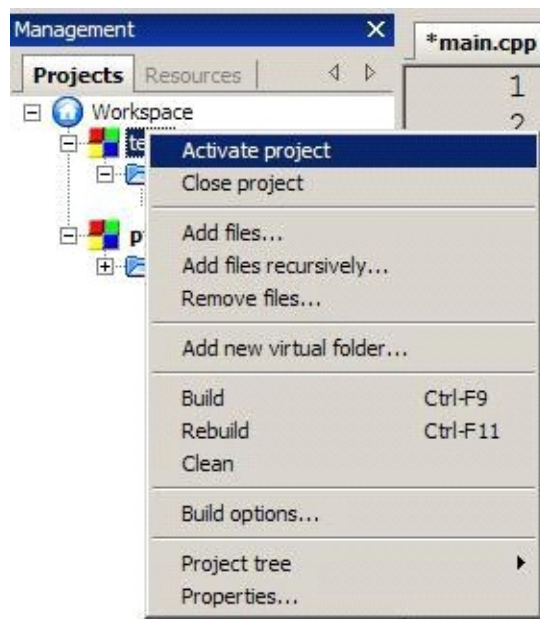 Management
*main.cpp
Projects Resources
1
2
Workspace
Activate project
Close project
Add files...
Add files recursively...
Remove files...
Add new virtual folder...
Build Ctrl-F9
Rebuild Ctrl-F11
Clean
Build options...
Project tree
Properties...